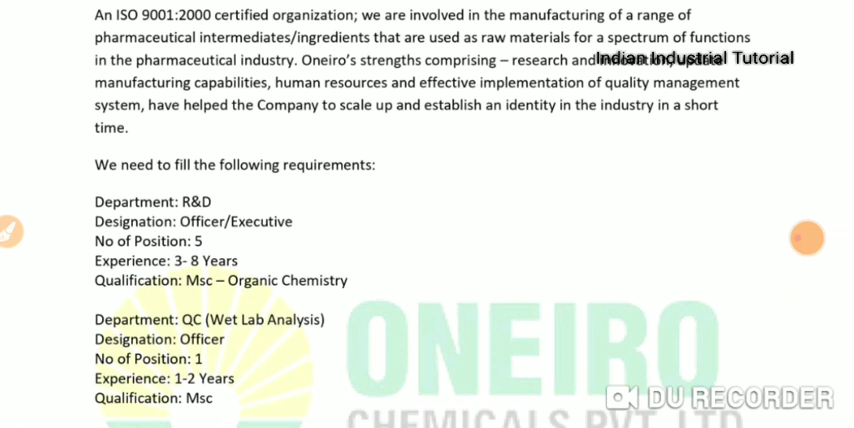 An ISO 9001:2000 certified organization; we are involved in the manufacturing of a range of
pharmaceutical intermediates/ingredients that are used as raw materials for a spectrum of functions
in the pharmaceutical industry. Oneiro's strengths comprising – research and
Indian Industrial Tutorial
manufacturing capabilities, human resources and effective implementation of quality management
system, have helped the Company to scale up and establish an identity in the industry in a short
time.
We need to fill the following requirements:
Department: R&D
Designation: Officer/Executive
No of Position: 5
Experience: 3- 8 Years
Qualification: Msc – Organic Chemistry
Department: QC (Wet Lab Analysis)
Designation: Officer
No of Position: 1
Experience: 1-2 Years
Qualification: Msc
ONEIRO
CHEMICALS PVT. LTD
DU RECORDER